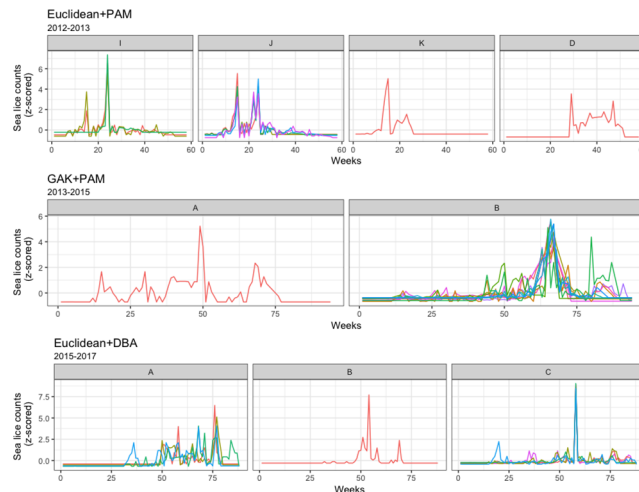 Euclidean+PAM
2012-2013
I J K D
Sea lice counts
(z-scored)
6
4
2
0
0 20 40 60 0 20 40 60 0 20 40 60 0 20 40 60
Weeks
GAK+PAM
2013-2015
A B
Sea lice counts
(z-scored)
6
4
2
0
0 25 50 75 0 25 50 75
Weeks
Euclidean+DBA
2015-2017
A B C
Sea lice counts
(z-scored)
7.5
5.0
2.5
0.0
0 25 50 75 0 25 50 75 0 25 50 75
Weeks